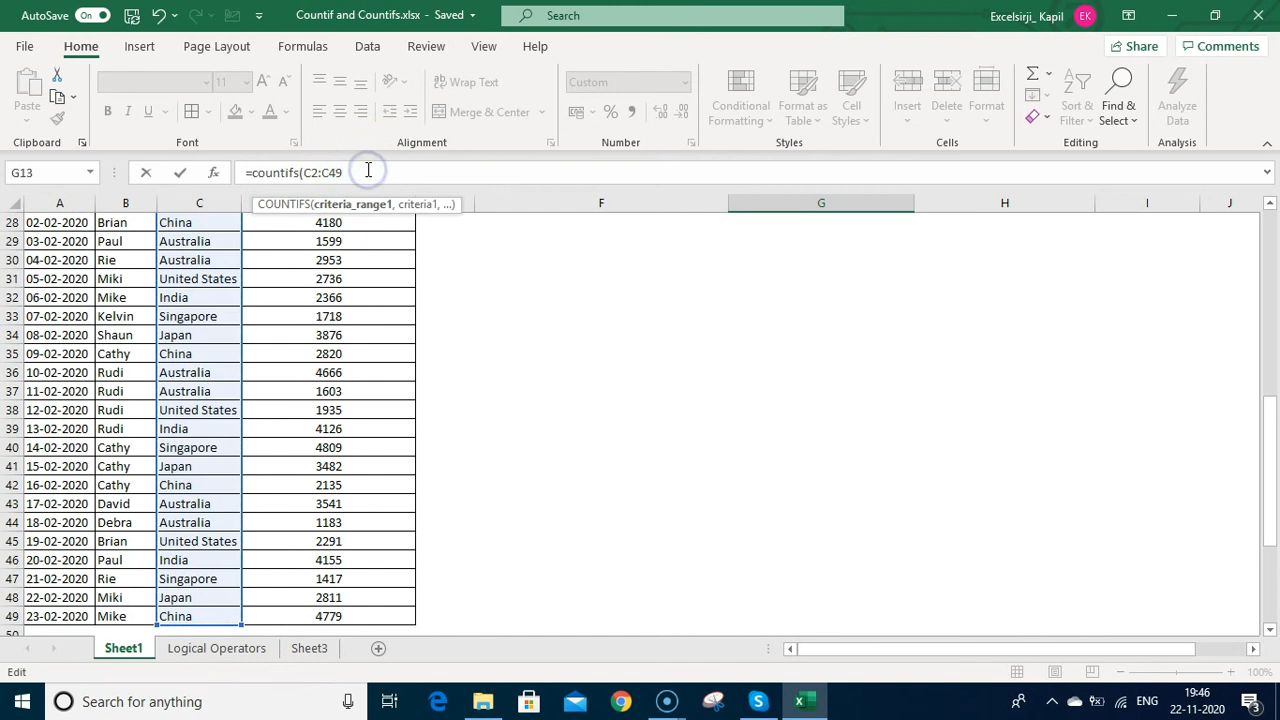 AutoSave On Countif and Countifs.xlsx - Saved Search Excelsirji_ Kapil EK
File Home Insert Page Layout Formulas Data Review View Help Share Comments
Paste 11 Wrap Text Custom Conditional Formatting Format as Table Cell Styles Insert Delete Format Sort & Filter Find & Select Analyze Data
B I U A Merge & Center %
Clipboard Font Alignment Number Styles Cells Editing Analysis
G13 fx =countifs(C2:C49
COUNTIFS(criteria_range1, criteria1, ...)
A B C F G H I J
28 02-02-2020 Brian China 4180
29 03-02-2020 Paul Australia 1599
30 04-02-2020 Rie Australia 2953
31 05-02-2020 Miki United States 2736
32 06-02-2020 Mike India 2366
33 07-02-2020 Kelvin Singapore 1718
34 08-02-2020 Shaun Japan 3876
35 09-02-2020 Cathy China 2820
36 10-02-2020 Rudi Australia 4666
37 11-02-2020 Rudi Australia 1603
38 12-02-2020 Rudi United States 1935
39 13-02-2020 Rudi India 4126
40 14-02-2020 Cathy Singapore 4809
41 15-02-2020 Cathy Japan 3482
42 16-02-2020 Cathy China 2135
43 17-02-2020 David Australia 3541
44 18-02-2020 Debra Australia 1183
45 19-02-2020 Brian United States 2291
46 20-02-2020 Paul India 4155
47 21-02-2020 Rie Singapore 1417
48 22-02-2020 Miki Japan 2811
49 23-02-2020 Mike China 4779
50
Sheet1 Logical Operators Sheet3
Edit 100%
Search for anything ENG 19:46
22-11-2020 3